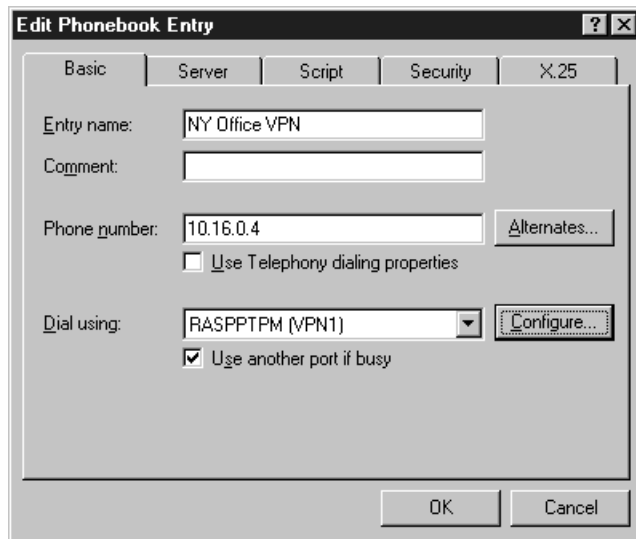 Edit Phonebook Entry
Basic Server Script Security X.25
Entry name: NY Office VPN
Comment:
Phone number: 10.16.0.4 Alternates...
Use Telephony dialing properties
Dial using: RASPPTPM (VPN1) Configure...
Use another port if busy
OK Cancel